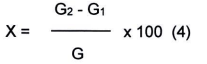 G₂ - G₁
X = x 100 (4)
G